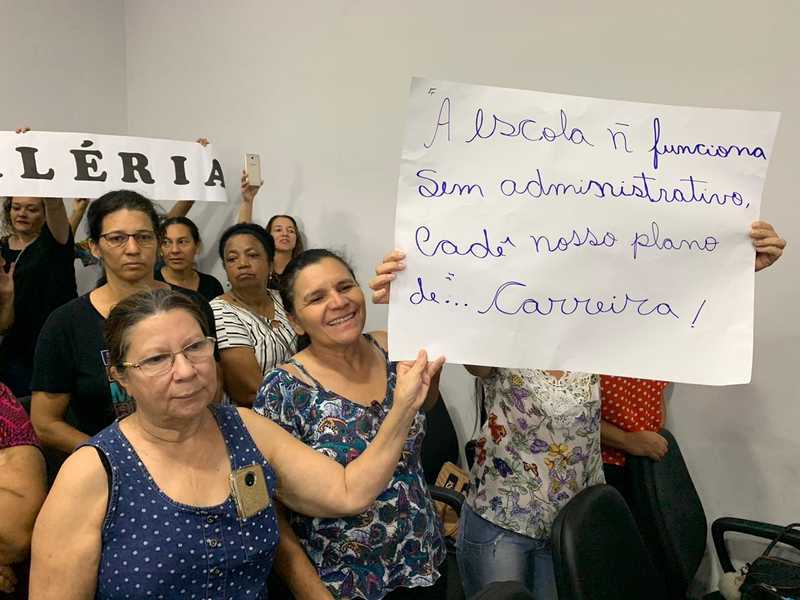 LÉRIA
"A escola ñ funciona
Sem administrativo,
Cadê nosso plano
de"... Carreira!